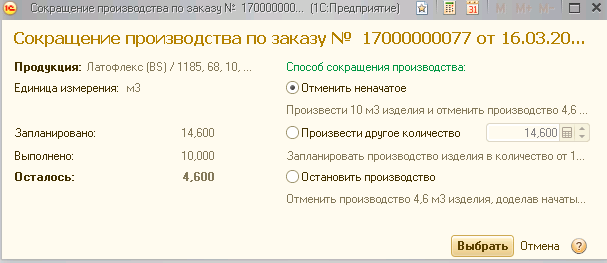 Сокращение производства по заказу № 170000000... (1С:Предприятие)
M M+ M-
Сокращение производства по заказу № 17000000077 от 16.03.20...
Продукция: Латофлекс (BS) / 1185, 68, 10, ...
Способ сокращения производства:
Единица измерения: м3
Отменить неначатое
Произвести 10 м3 изделия и отменить производство 4,6 ...
Запланировано: 14,600
Произвести другое количество 14,600
Выполнено: 10,000
Запланировать производство изделия в количество от 1...
Осталось: 4,600
Остановить производство
Отменить производство 4,6 м3 изделия, доделав начаты...
Выбрать Отмена ?